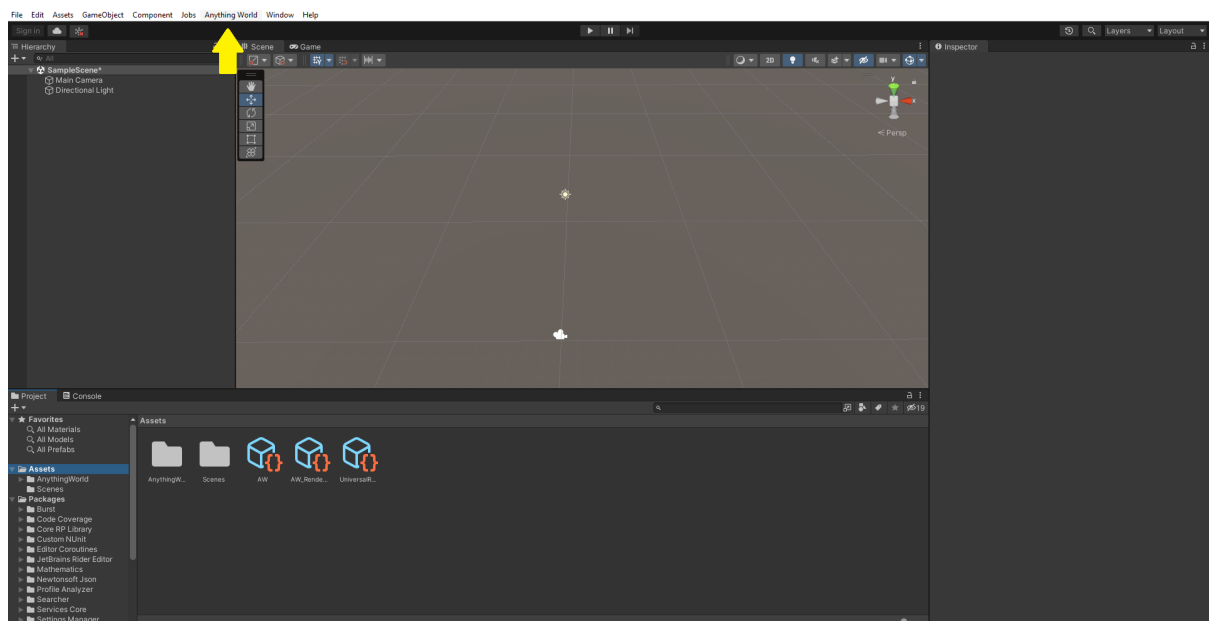 File Edit Assets GameObject Component Jobs Anything World Window Help
Sign in
Layers Layout
Hierarchy
Scene Game
Inspector
All
2D
SampleScene*
Main Camera
Directional Light
y
x
Persp
Project Console
19
Favorites
All Materials
All Models
All Prefabs
Assets
AnythingWorld
Scenes
Packages
Burst
Code Coverage
Core RP Library
Custom NUnit
Editor Coroutines
JetBrains Rider Editor
Mathematics
Newtonsoft Json
Profile Analyzer
Searcher
Services Core
Settings Manager
Assets
AnythingW... Scenes AW AW_Rende... UniversalR...